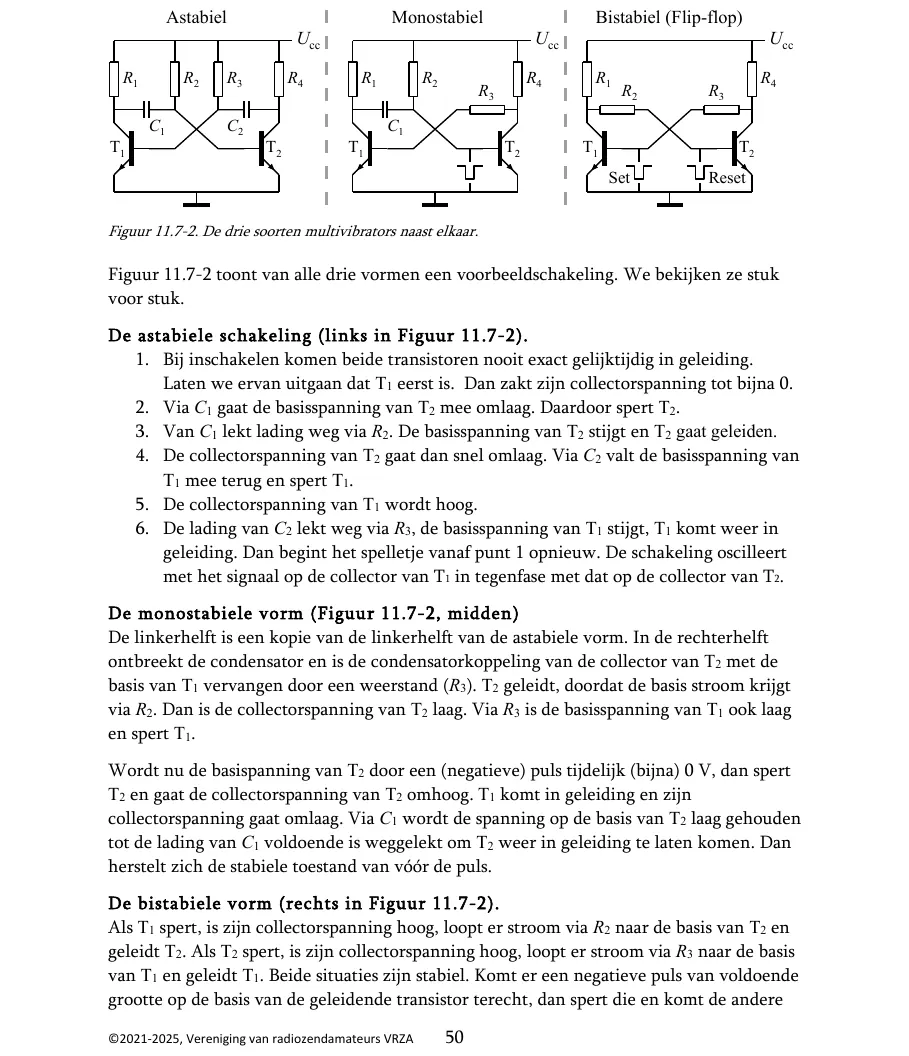 Astabiel Monostabiel Bistabiel (Flip-flop)
Ucc Ucc Ucc
R1 R2 R3 R4 R1 R2 R3 R4 R1 R2 R3 R4
C1 C2 C1
T1 T2 T1 T2 T1 T2
Set Reset
Figuur 11.7-2. De drie soorten multivibrators naast elkaar.
Figuur 11.7-2 toont van alle drie vormen een voorbeeldschakeling. We bekijken ze stuk
voor stuk.
De astabiele schakeling (links in Figuur 11.7-2).
1. Bij inschakelen komen beide transistoren nooit exact gelijktijdig in geleiding.
Laten we ervan uitgaan dat T1 eerst is. Dan zakt zijn collectorspanning tot bijna 0.
2. Via C1 gaat de basisspanning van T2 mee omlaag. Daardoor spert T2.
3. Van C1 lekt lading weg via R2. De basisspanning van T2 stijgt en T2 gaat geleiden.
4. De collectorspanning van T2 gaat dan snel omlaag. Via C2 valt de basisspanning van
T1 mee terug en spert T1.
5. De collectorspanning van T1 wordt hoog.
6. De lading van C2 lekt weg via R3, de basisspanning van T1 stijgt, T1 komt weer in
geleiding. Dan begint het spelletje vanaf punt 1 opnieuw. De schakeling oscilleert
met het signaal op de collector van T1 in tegenfase met dat op de collector van T2.
De monostabiele vorm (Figuur 11.7-2, midden)
De linkerhelft is een kopie van de linkerhelft van de astabiele vorm. In de rechterhelft
ontbreekt de condensator en is de condensatorkoppeling van de collector van T2 met de
basis van T1 vervangen door een weerstand (R3). T2 geleidt, doordat de basis stroom krijgt
via R2. Dan is de collectorspanning van T2 laag. Via R3 is de basisspanning van T1 ook laag
en spert T1.
Wordt nu de basispanning van T2 door een (negatieve) puls tijdelijk (bijna) 0 V, dan spert
T2 en gaat de collectorspanning van T2 omhoog. T1 komt in geleiding en zijn
collectorspanning gaat omlaag. Via C1 wordt de spanning op de basis van T2 laag gehouden
tot de lading van C1 voldoende is weggelekt om T2 weer in geleiding te laten komen. Dan
herstelt zich de stabiele toestand van vóór de puls.
De bistabiele vorm (rechts in Figuur 11.7-2).
Als T1 spert, is zijn collectorspanning hoog, loopt er stroom via R2 naar de basis van T2 en
geleidt T2. Als T2 spert, is zijn collectorspanning hoog, loopt er stroom via R3 naar de basis
van T1 en geleidt T1. Beide situaties zijn stabiel. Komt er een negatieve puls van voldoende
grootte op de basis van de geleidende transistor terecht, dan spert die en komt de andere
©2021-2025, Vereniging van radiozendamateurs VRZA 50